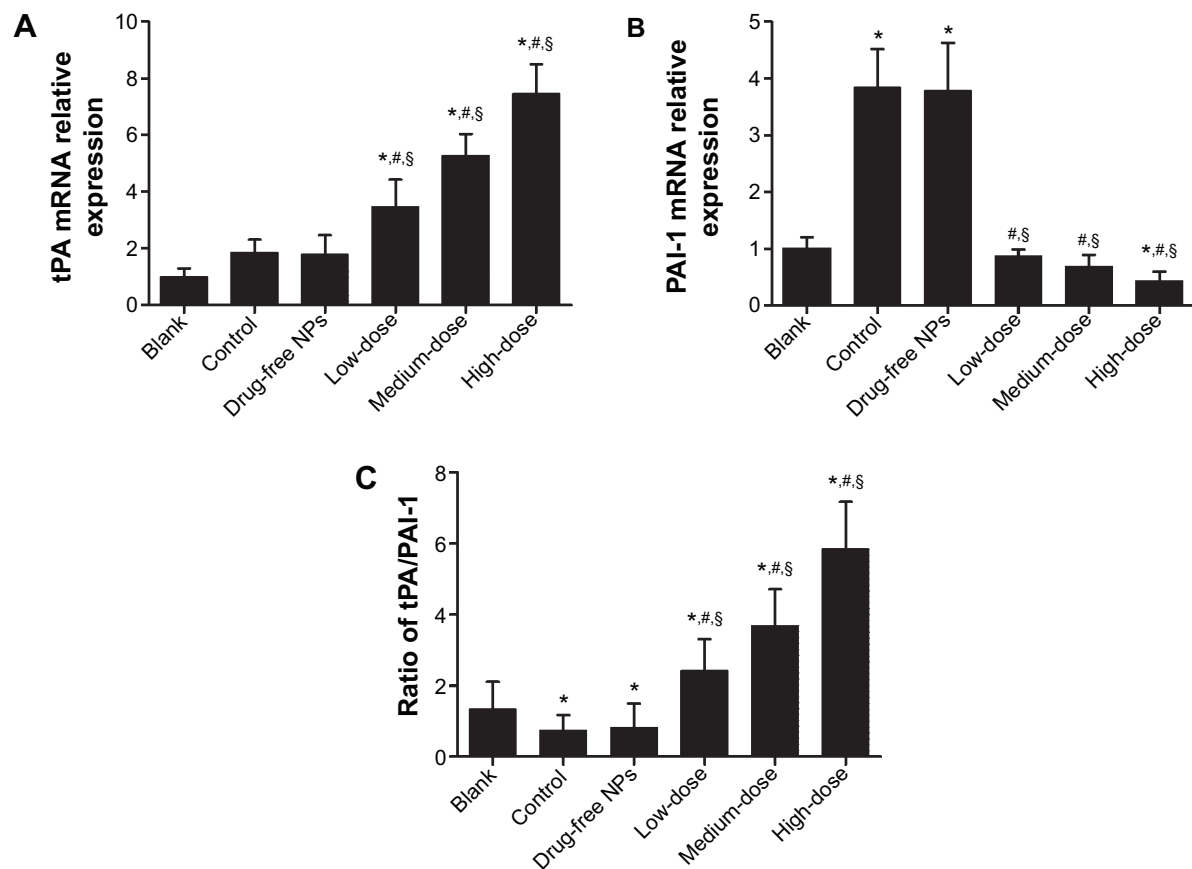 A
tPA mRNA relative
expression
10
8
6
4
2
0
*,#,§
*,#,§
*,#,§
Blank
Control
Drug-free NPs
Low-dose
Medium-dose
High-dose
B
PAI-1 mRNA relative
expression
5
4
3
2
1
0
*
*
#,§
#,§
*,#,§
Blank
Control
Drug-free NPs
Low-dose
Medium-dose
High-dose
C
Ratio of tPA/PAI-1
8
6
4
2
0
*
*
*,#,§
*,#,§
*,#,§
Blank
Control
Drug-free NPs
Low-dose
Medium-dose
High-dose